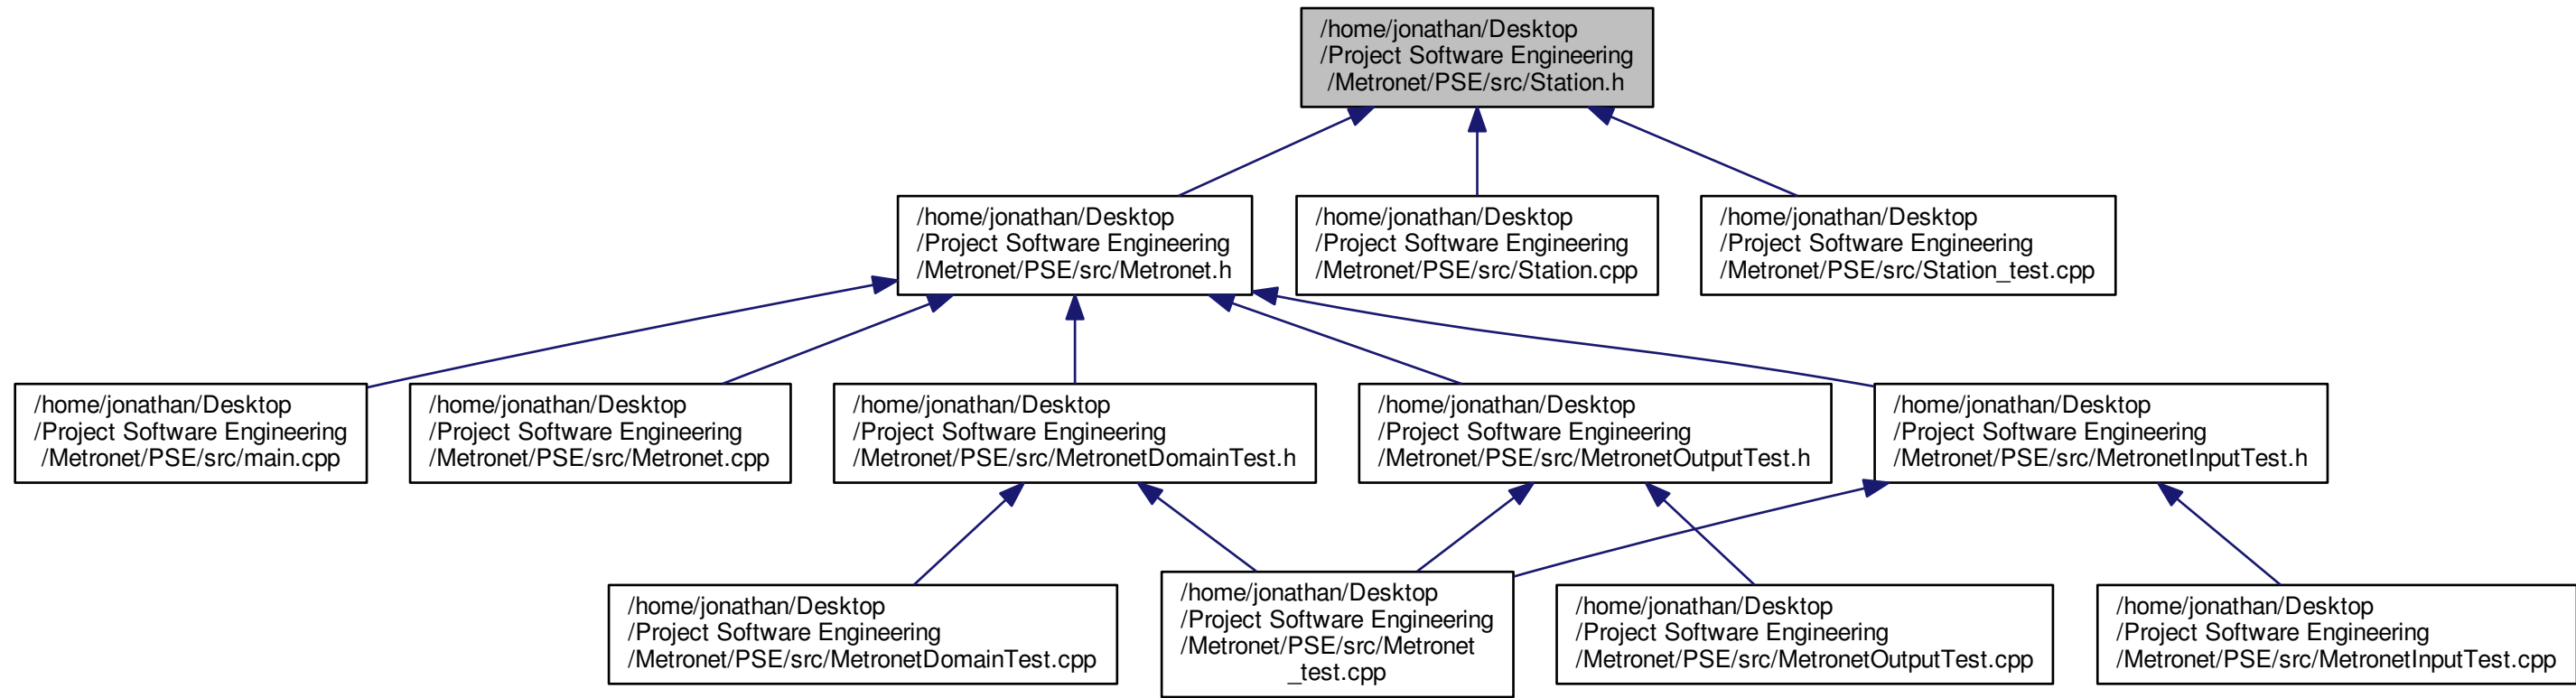 /home/jonathan/Desktop
/Project Software Engineering
/Metronet/PSE/src/Station.h
/home/jonathan/Desktop
/Project Software Engineering
/Metronet/PSE/src/Metronet.h
/home/jonathan/Desktop
/Project Software Engineering
/Metronet/PSE/src/Station.cpp
/home/jonathan/Desktop
/Project Software Engineering
/Metronet/PSE/src/Station_test.cpp
/home/jonathan/Desktop
/Project Software Engineering
/Metronet/PSE/src/main.cpp
/home/jonathan/Desktop
/Project Software Engineering
/Metronet/PSE/src/Metronet.cpp
/home/jonathan/Desktop
/Project Software Engineering
/Metronet/PSE/src/MetronetDomainTest.h
/home/jonathan/Desktop
/Project Software Engineering
/Metronet/PSE/src/MetronetOutputTest.h
/home/jonathan/Desktop
/Project Software Engineering
/Metronet/PSE/src/MetronetInputTest.h
/home/jonathan/Desktop
/Project Software Engineering
/Metronet/PSE/src/MetronetDomainTest.cpp
/home/jonathan/Desktop
/Project Software Engineering
/Metronet/PSE/src/Metronet
_test.cpp
/home/jonathan/Desktop
/Project Software Engineering
/Metronet/PSE/src/MetronetOutputTest.cpp
/home/jonathan/Desktop
/Project Software Engineering
/Metronet/PSE/src/MetronetInputTest.cpp